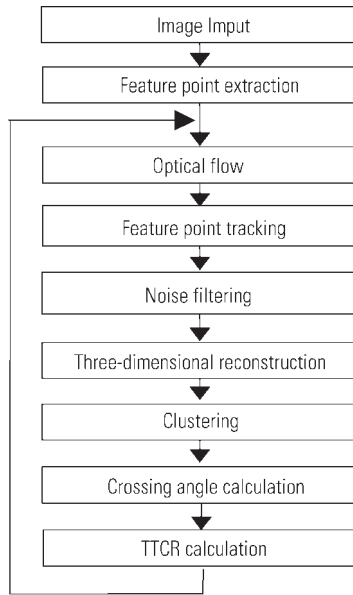 Image Imput
Feature point extraction
Optical flow
Feature point tracking
Noise filtering
Three-dimensional reconstruction
Clustering
Crossing angle calculation
TTCR calculation